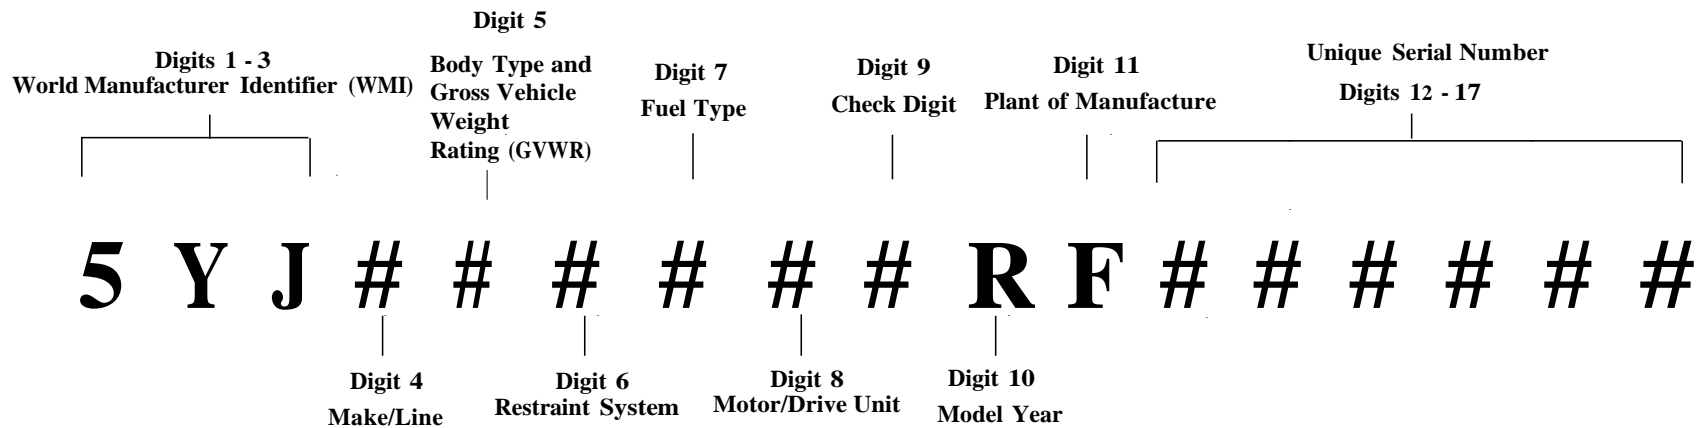 Digits 1 - 3
World Manufacturer Identifier (WMI)
Digit 5
Body Type and
Gross Vehicle
Weight
Rating (GVWR)
Digit 7
Fuel Type
Digit 9
Check Digit
Digit 11
Plant of Manufacture
Unique Serial Number
Digits 12 - 17
5 Y J # # # # # # R F # # # # # #
Digit 4
Make/Line
Digit 6
Restraint System
Digit 8
Motor/Drive Unit
Digit 10
Model Year